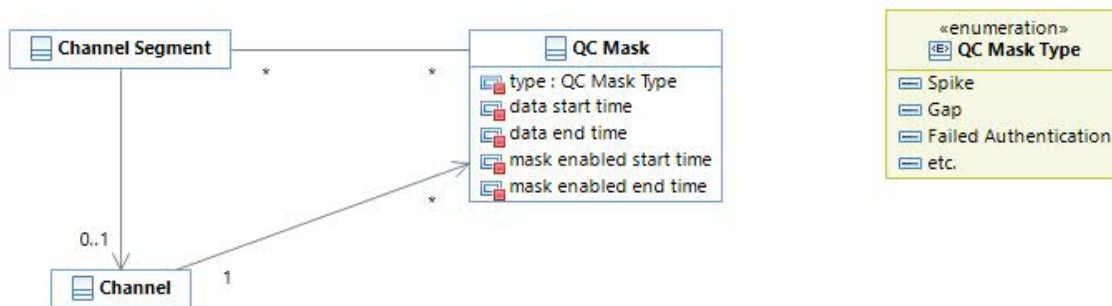 Channel Segment
*
*
QC Mask
type : QC Mask Type
data start time
data end time
mask enabled start time
mask enabled end time
*
0..1
1
Channel
«enumeration»
<E> QC Mask Type
Spike
Gap
Failed Authentication
etc.